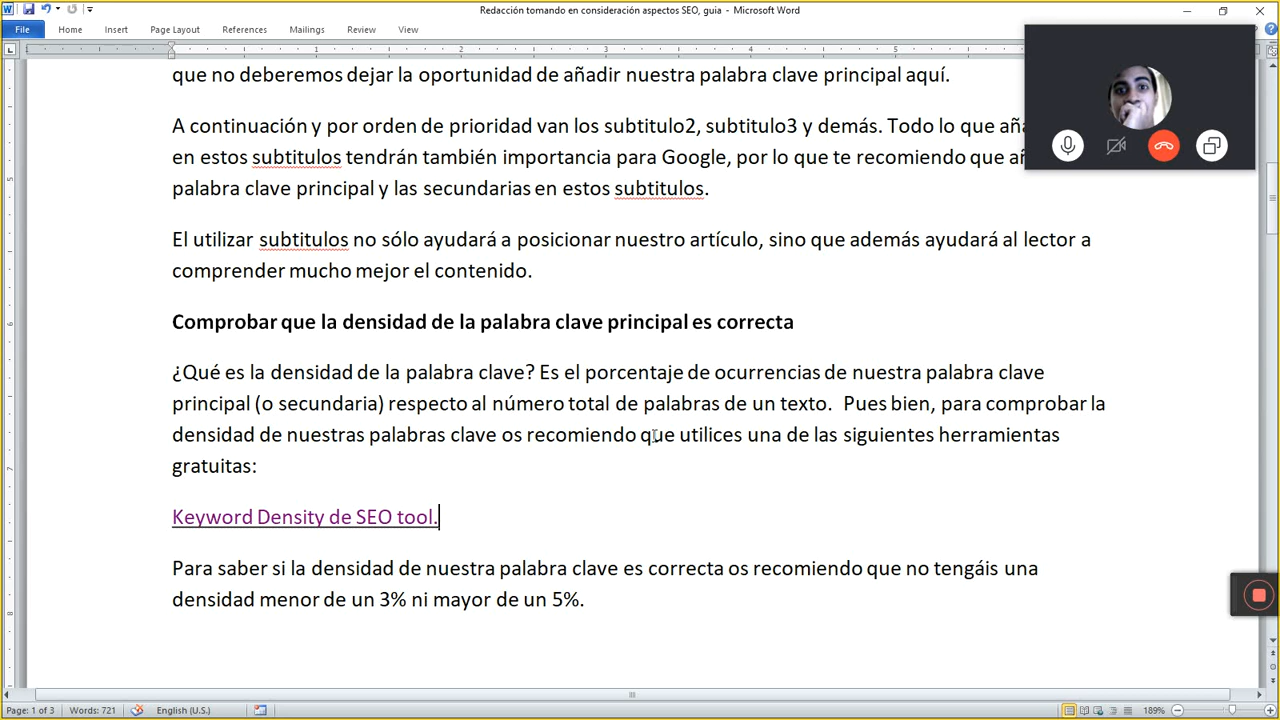 Redacción tomando en consideración aspectos SEO, guia - Microsoft Word
File Home Insert Page Layout References Mailings Review View
1 1 2 3 4 5
que no deberemos dejar la oportunidad de añadir nuestra palabra clave principal aquí.
A continuación y por orden de prioridad van los subtitulo2, subtitulo3 y demás. Todo lo que
en estos subtitulos tendrán también importancia para Google, por lo que te recomiendo que
palabra clave principal y las secundarias en estos subtitulos.
El utilizar subtitulos no sólo ayudará a posicionar nuestro artículo, sino que además ayudará al lector a
comprender mucho mejor el contenido.
Comprobar que la densidad de la palabra clave principal es correcta
¿Qué es la densidad de la palabra clave? Es el porcentaje de ocurrencias de nuestra palabra clave
principal (o secundaria) respecto al número total de palabras de un texto. Pues bien, para comprobar la
densidad de nuestras palabras clave os recomiendo que utilices una de las siguientes herramientas
gratuitas:
Keyword Density de SEO tool.
Para saber si la densidad de nuestra palabra clave es correcta os recomiendo que no tengáis una
densidad menor de un 3% ni mayor de un 5%.
Page: 1 of 3 Words: 721 English (U.S.) 189%